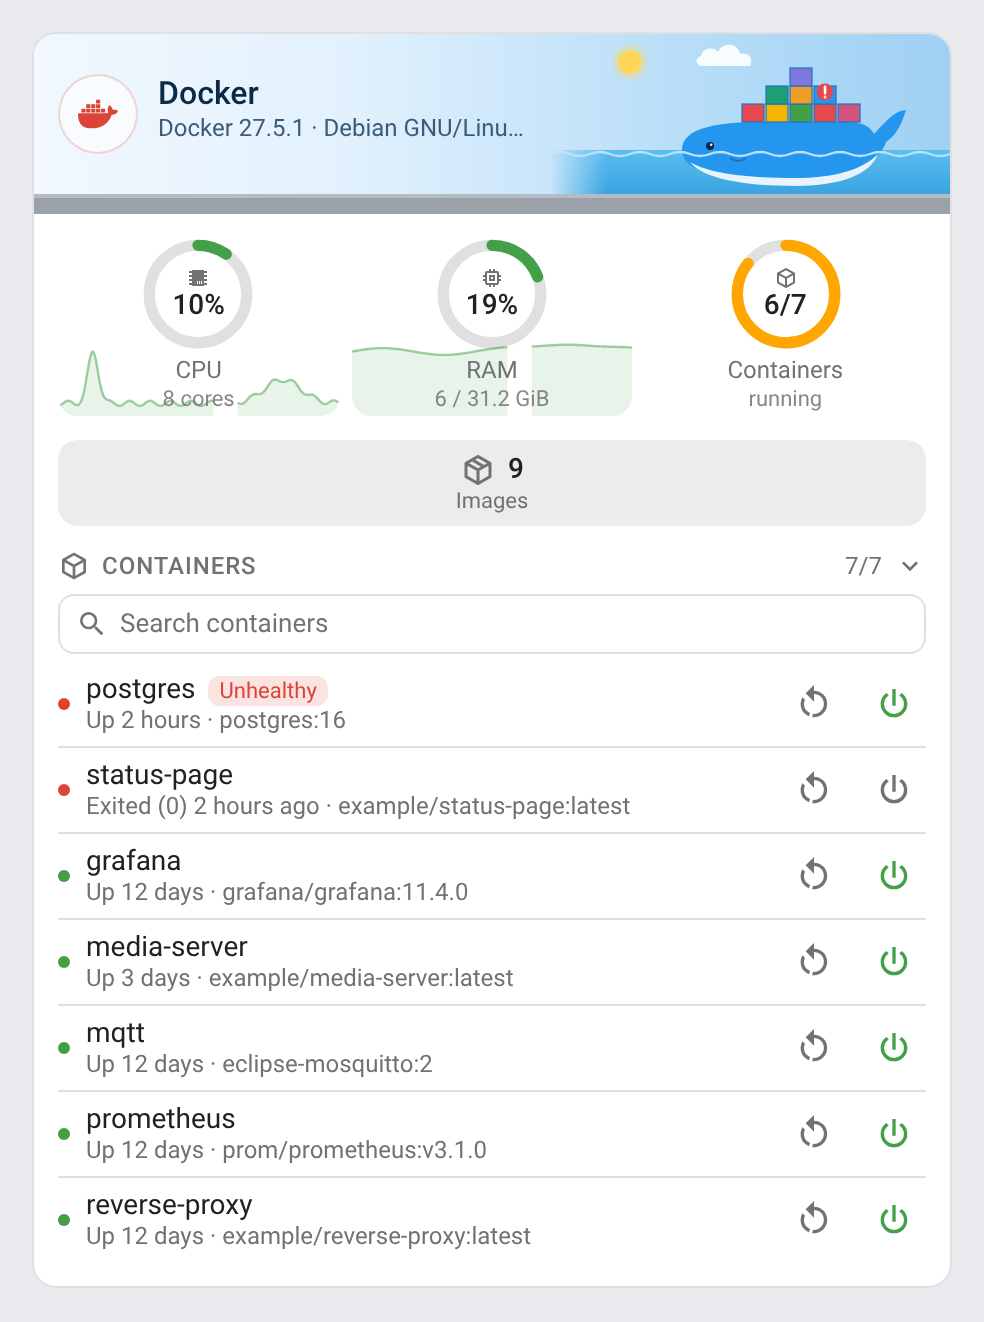 Docker
Docker 27.5.1 · Debian GNU/Linu...
10%
19%
6/7
CPU
8 cores
RAM
6 / 31.2 GiB
Containers
running
9
Images
CONTAINERS
7/7
Search containers
postgres Unhealthy
Up 2 hours · postgres:16
status-page
Exited (0) 2 hours ago · example/status-page:latest
grafana
Up 12 days · grafana/grafana:11.4.0
media-server
Up 3 days · example/media-server:latest
mqtt
Up 12 days · eclipse-mosquitto:2
prometheus
Up 12 days · prom/prometheus:v3.1.0
reverse-proxy
Up 12 days · example/reverse-proxy:latest